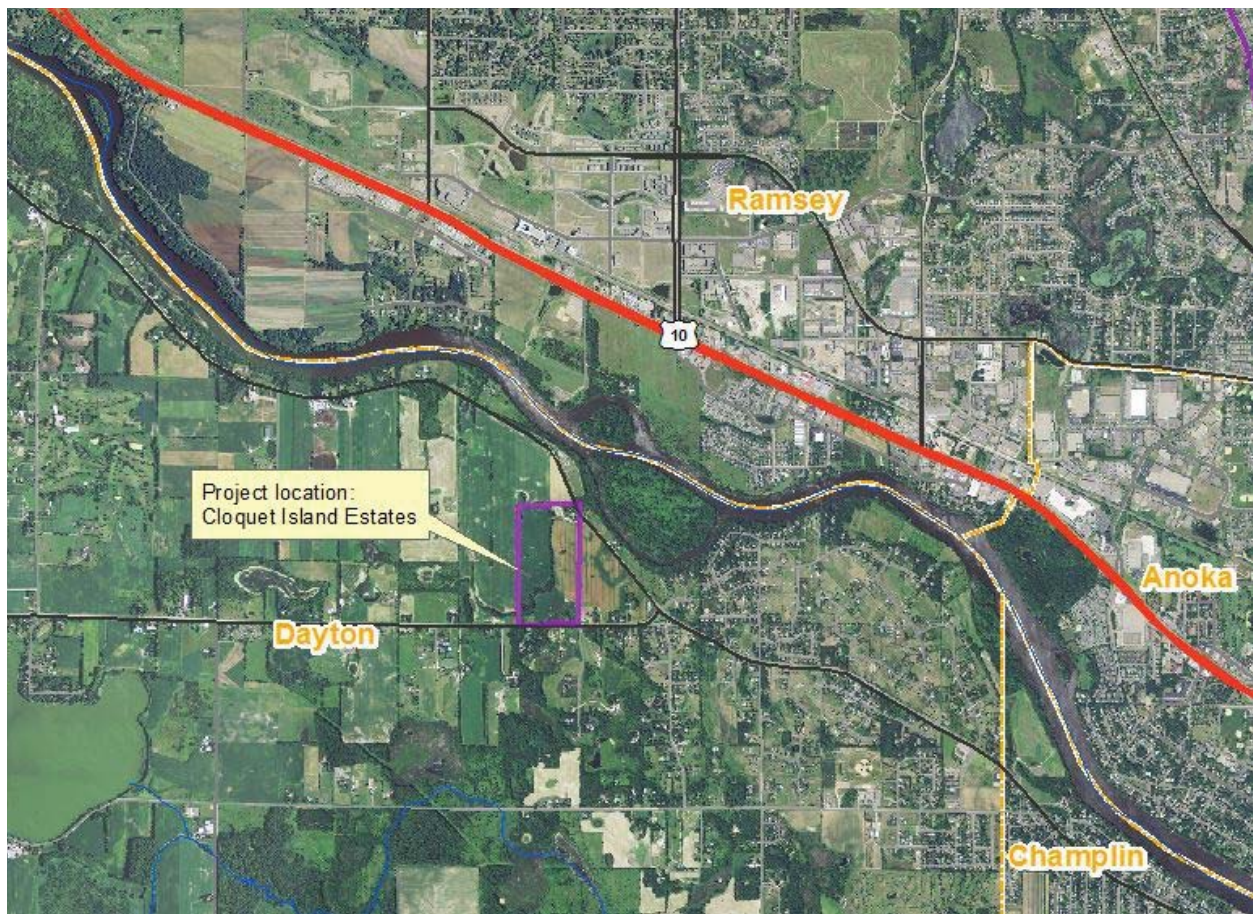 Ramsey
10
Project location:
Cloquet Island Estates
Anoka
Dayton
Champlin